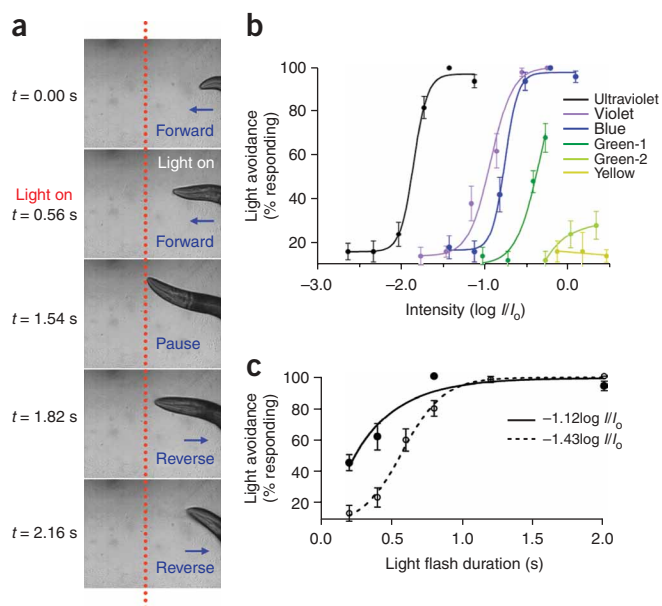 a
t = 0.00 s
Forward
Light on
Light on
t = 0.56 s
Forward
t = 1.54 s
Pause
t = 1.82 s
Reverse
t = 2.16 s
Reverse
b
Light avoidance
(% responding)
100
80
60
40
20
–3.0
–2.0
–1.0
0.0
Intensity (log I/Io)
Ultraviolet
Violet
Blue
Green-1
Green-2
Yellow
c
Light avoidance
(% responding)
100
80
60
40
20
0.0
0.5
1.0
1.5
2.0
Light flash duration (s)
–1.12log I/Io
–1.43log I/Io